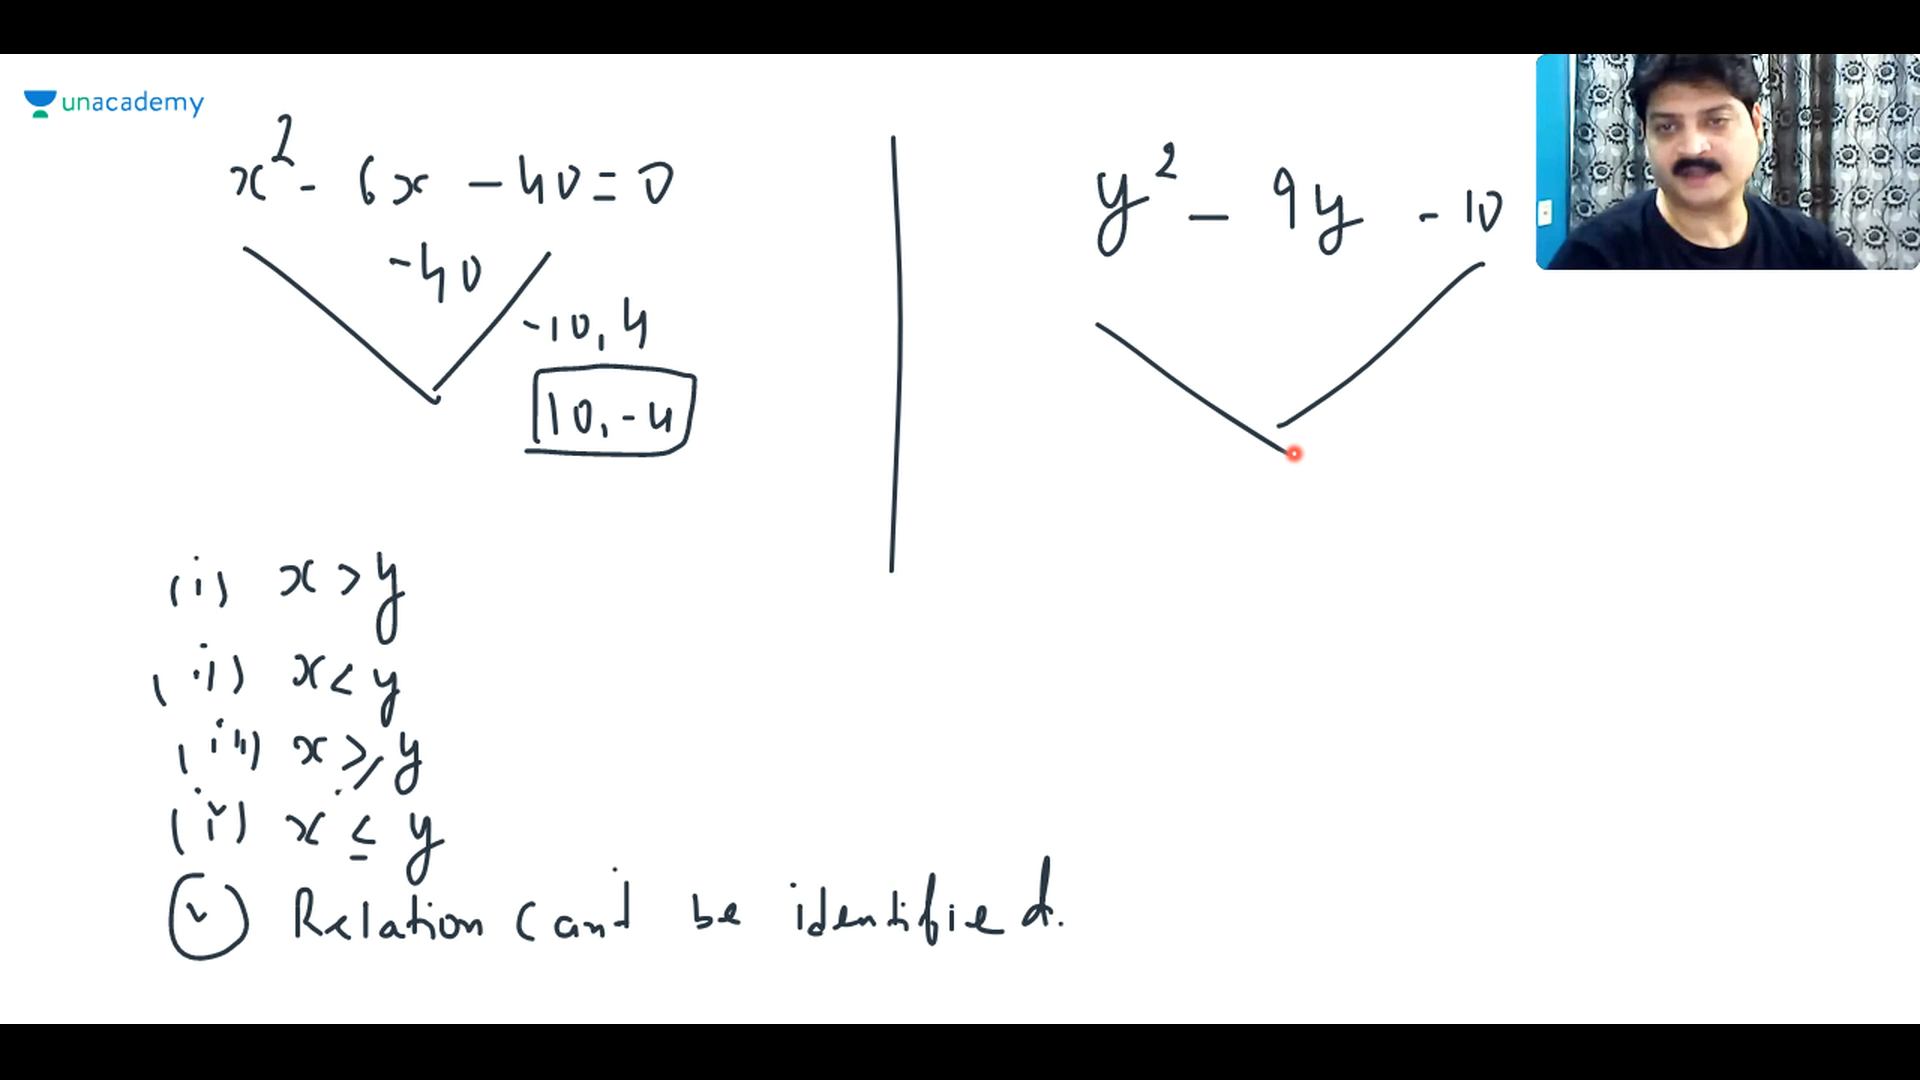 unacademy
x² - 6x - 40 = 0
-40
-10, 4
10, -4
y² - 9y - 10
(i) x > y
(ii) x < y
(iii) x ≥ y
(iv) x ≤ y
(v) Relation can't be identified.